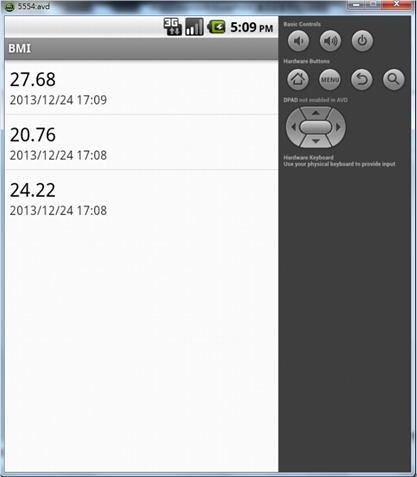 5554:avd
3G 5:09 PM
BMI
27.68
2013/12/24 17:09
20.76
2013/12/24 17:08
24.22
2013/12/24 17:08
Basic Controls
Hardware Buttons
MENU
DPAD not enabled in AVD
Hardware Keyboard
Use your physical keyboard to provide input